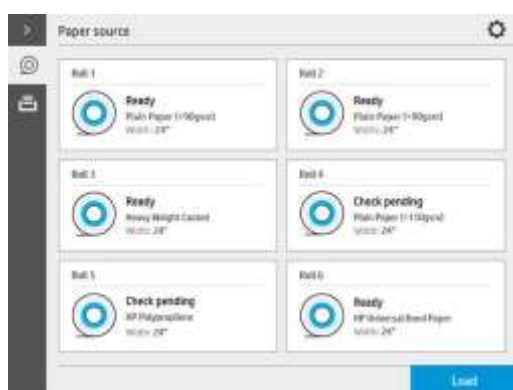 Paper source
Roll 1
Ready
Plain Paper (<90gsm)
Width: 24"
Roll 2
Ready
Plain Paper (<90gsm)
Width: 24"
Roll 3
Ready
Heavy Weight Coated
Width: 24"
Roll 4
Check pending
Plain Paper (<110gsm)
Width: 24"
Roll 5
Check pending
HP Polypropylene
Width: 24"
Roll 6
Ready
HP Universal Bond Paper
Width: 24"
Load